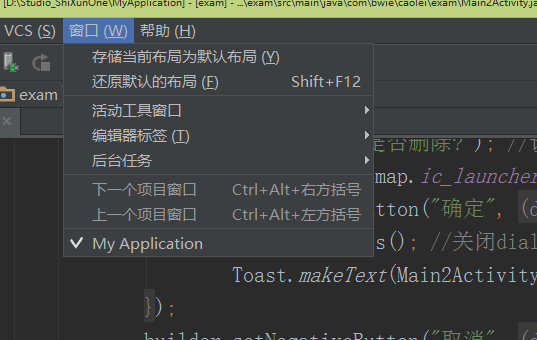 [D:\Studio_ShiXunOne\MyApplication] - [exam] - ...\exam\src\main\java\com\bwie\caolei\exam\Main2Activity.ja
VCS (S) 窗口 (W) 帮助 (H)
存储当前布局为默认布局 (Y)
还原默认的布局 (F) Shift+F12
exam
活动工具窗口
编辑器标签 (T)
后台任务
下一个项目窗口 Ctrl+Alt+右方括号
上一个项目窗口 Ctrl+Alt+左方括号
My Application
是否删除?"); //
map.ic_launcher
tton("确定", (d
s(); //关闭dial
Toast.makeText(Main2Activity
});
builder.setNegativeButton("取消", (d